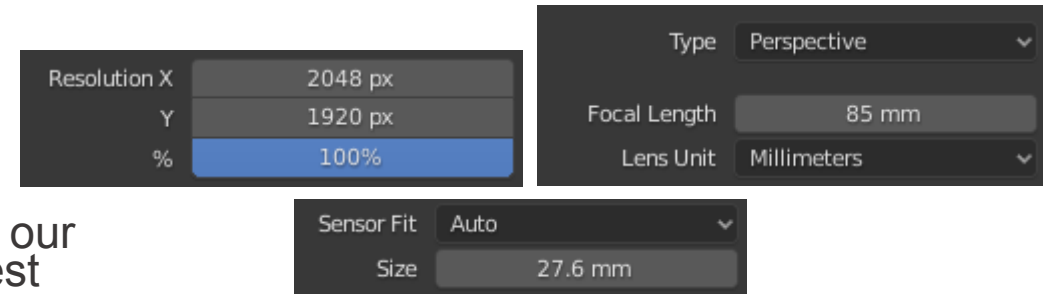 Resolution X 2048 px
Y 1920 px
% 100%
Type Perspective
Focal Length 85 mm
Lens Unit Millimeters
our
Sensor Fit Auto
Size 27.6 mm